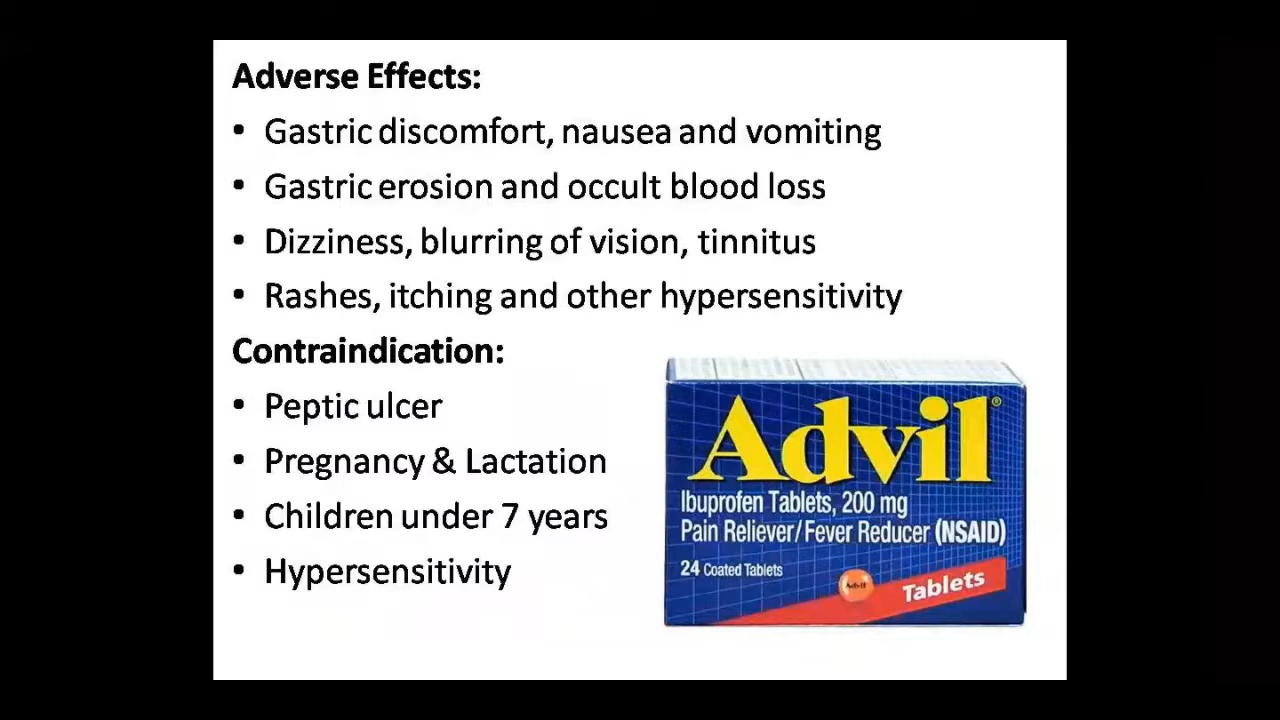 Adverse Effects:
• Gastric discomfort, nausea and vomiting
• Gastric erosion and occult blood loss
• Dizziness, blurring of vision, tinnitus
• Rashes, itching and other hypersensitivity
Contraindication:
• Peptic ulcer
• Pregnancy & Lactation
• Children under 7 years
• Hypersensitivity
Advil®
Ibuprofen Tablets, 200 mg
Pain Reliever/Fever Reducer (NSAID)
24 Coated Tablets
Advil
Tablets